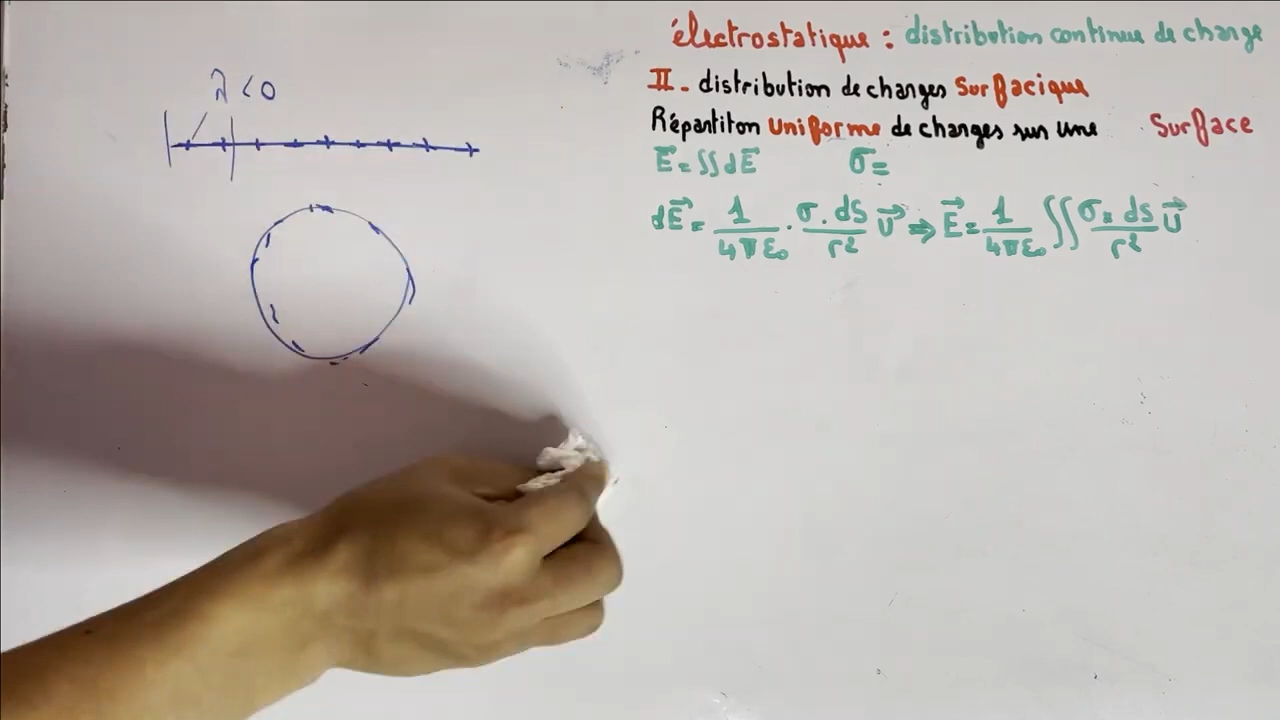 électrostatique : distribution continue de charge
II - distribution de charges Surfacique
Répartiton uniforme de charges sur une Surface
E⃗ = ∬dE⃗ σ =
dE⃗ = 1/4πε₀ . σ. ds/r² u⃗ ⇒ E⃗ = 1/4πε₀ ∬ σ × ds/r² u⃗
λ < 0